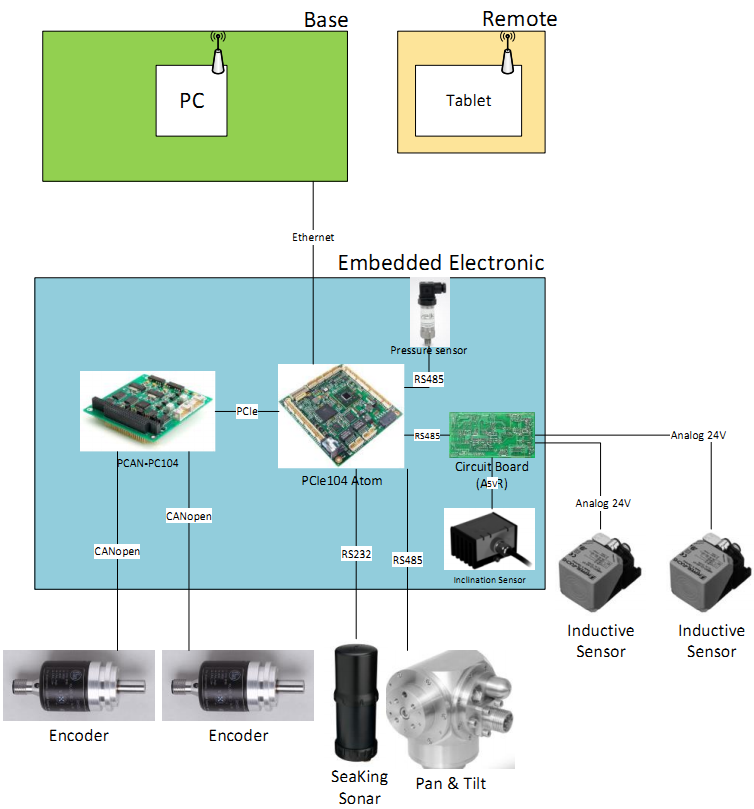 Base
Remote
PC
Tablet
Ethernet
Embedded Electronic
Pressure sensor
RS485
PCIe
RS485
Analog 24V
PCAN-PC104
PCIe104 Atom
Circuit Board
Analog 24V
CANopen
CANopen
RS232
RS485
Inclination Sensor
Inductive
Sensor
Inductive
Sensor
Encoder
Encoder
SeaKing
Sonar
Pan & Tilt